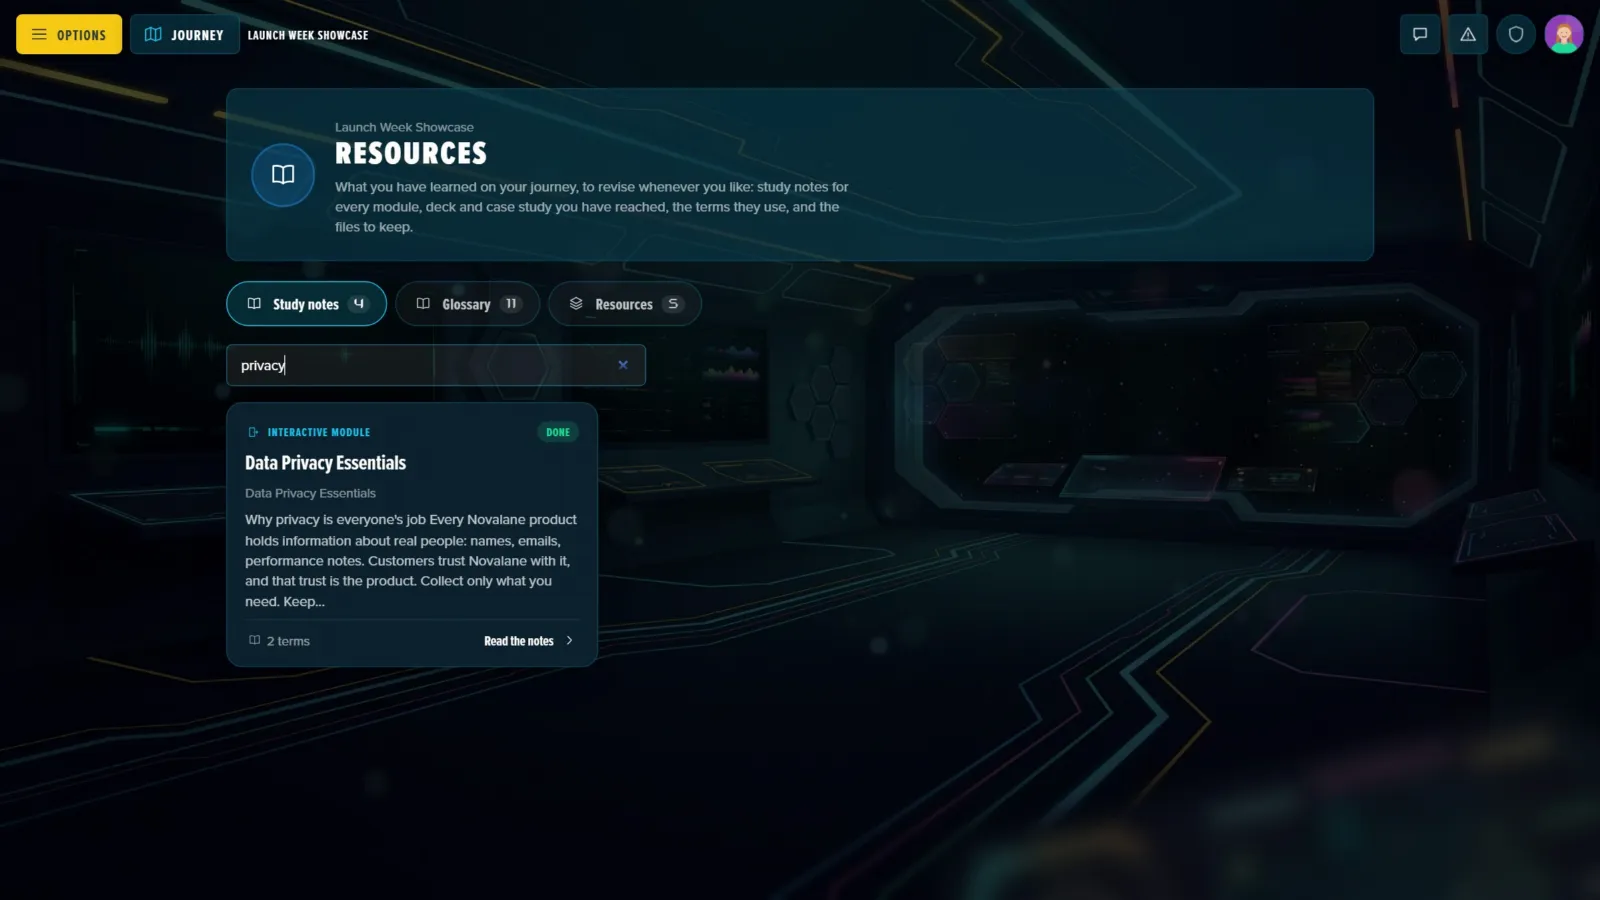 OPTIONS
JOURNEY
LAUNCH WEEK SHOWCASE
Launch Week Showcase
RESOURCES
What you have learned on your journey, to revise whenever you like: study notes for
every module, deck and case study you have reached, the terms they use, and the
files to keep.
Study notes 4
Glossary 11
Resources 5
privacy
INTERACTIVE MODULE
DONE
Data Privacy Essentials
Data Privacy Essentials
Why privacy is everyone's job Every Novalane product
holds information about real people: names, emails,
performance notes. Customers trust Novalane with it,
and that trust is the product. Collect only what you
need. Keep...
2 terms
Read the notes